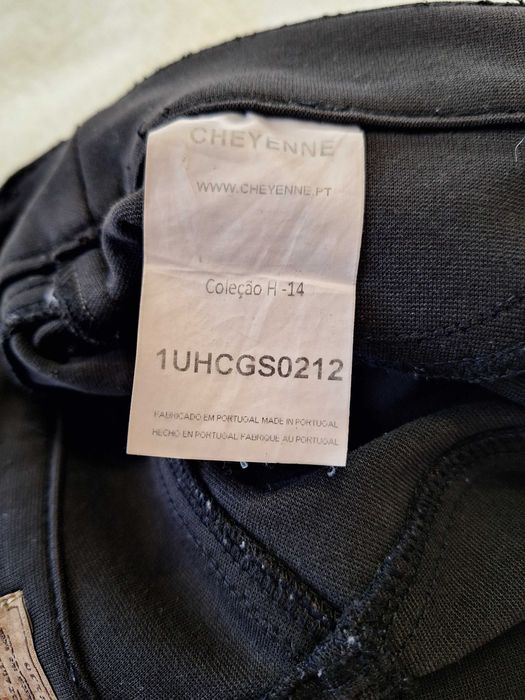 CHEYENNE
WWW.CHEYENNE.PT
Coleção H -14
1UHCGS0212
FABRICADO EM PORTUGAL MADE IN PORTUGAL
HECHO EN PORTUGAL FABRIQUE AU PORTUGAL